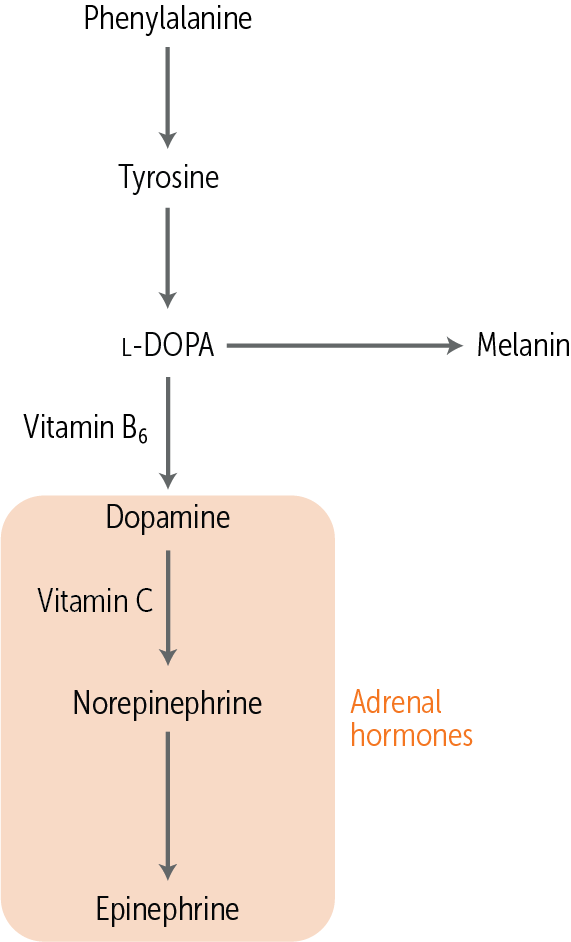 Phenylalanine
Tyrosine
L-DOPA
Melanin
Vitamin B₆
Dopamine
Vitamin C
Norepinephrine
Adrenal
hormones
Epinephrine